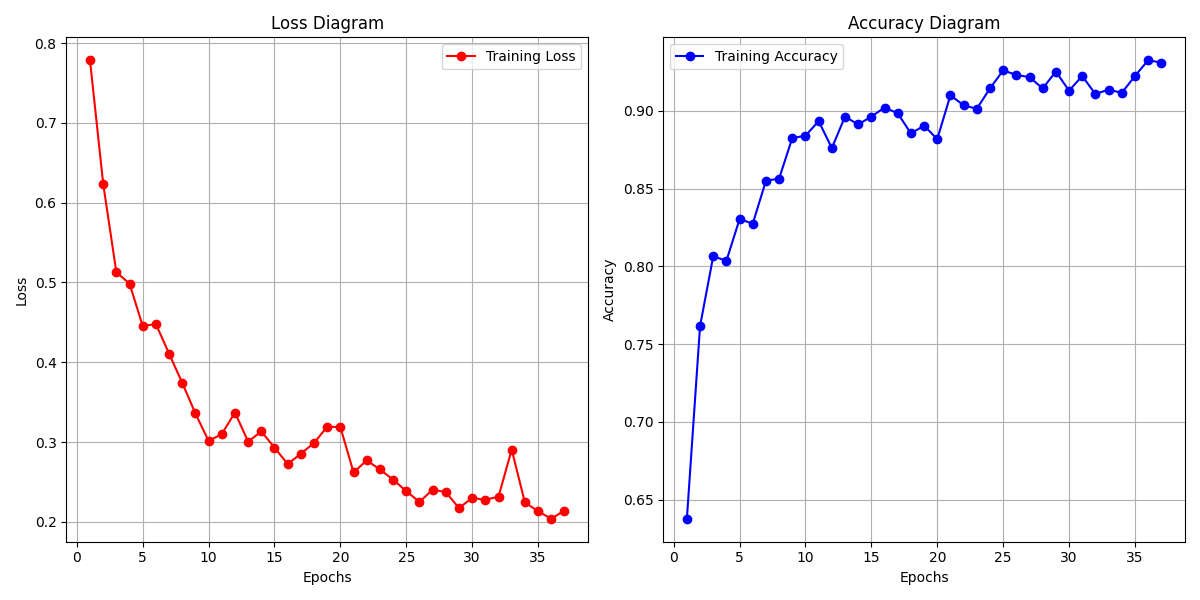 Loss Diagram
Training Loss
0.8
0.7
0.6
0.5
0.4
0.3
0.2
Loss
0 5 10 15 20 25 30 35
Epochs
Accuracy Diagram
Training Accuracy
0.90
0.85
0.80
0.75
0.70
0.65
Accuracy
0 5 10 15 20 25 30 35
Epochs